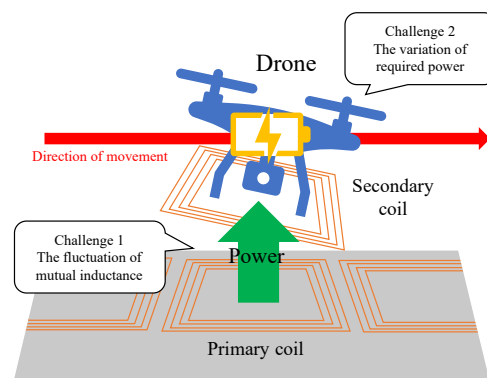 Challenge 2
The variation of
required power
Drone
Direction of movement
Secondary
coil
Challenge 1
The fluctuation of
mutual inductance
Power
Primary coil